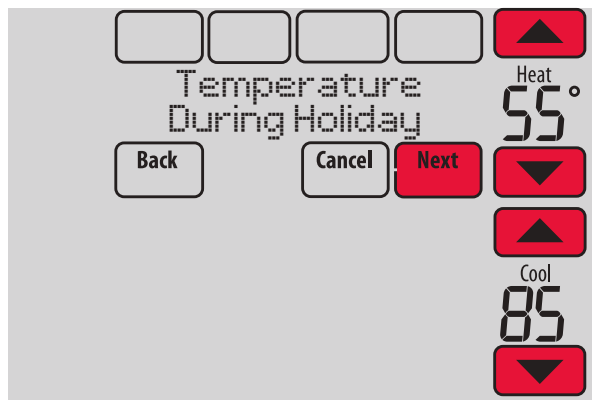 Temperature
During Holiday
Heat
55°
Back
Cancel
Next
Cool
85